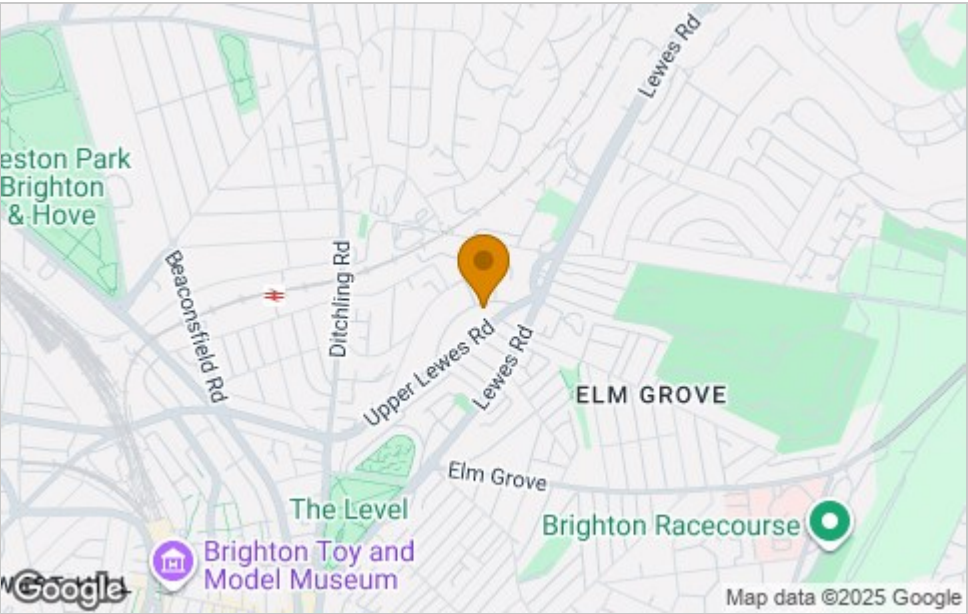 Lewes Rd
eston Park
Brighton
& Hove
Beaconsfield Rd
Ditchling Rd
Upper Lewes Rd
Lewes Rd
ELM GROVE
Elm Grove
The Level
Brighton Racecourse
Brighton Toy and
Model Museum
Google
Map data ©2025 Google